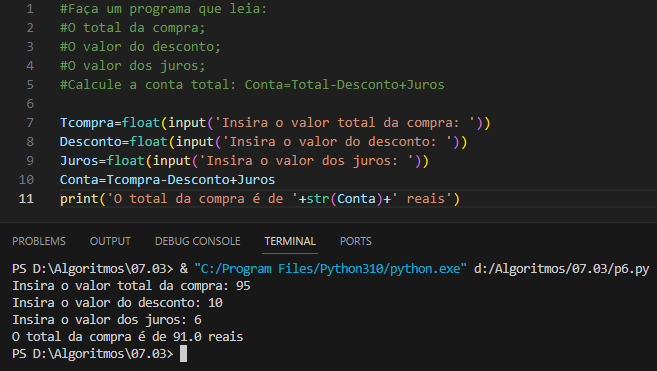 1 #Faça um programa que leia:
2 #O total da compra;
3 #O valor do desconto;
4 #O valor dos juros;
5 #Calcule a conta total: Conta=Total-Desconto+Juros
6
7 Tcompra=float(input('Insira o valor total da compra: '))
8 Desconto=float(input('Insira o valor do desconto: '))
9 Juros=float(input('Insira o valor dos juros: '))
10 Conta=Tcompra-Desconto+Juros
11 print('O total da compra é de '+str(Conta)+' reais')
PROBLEMS OUTPUT DEBUG CONSOLE TERMINAL PORTS
PS D:\Algoritmos\07.03> & "C:/Program Files/Python310/python.exe" d:/Algoritmos/07.03/p6.py
Insira o valor total da compra: 95
Insira o valor do desconto: 10
Insira o valor dos juros: 6
O total da compra é de 91.0 reais
PS D:\Algoritmos\07.03>